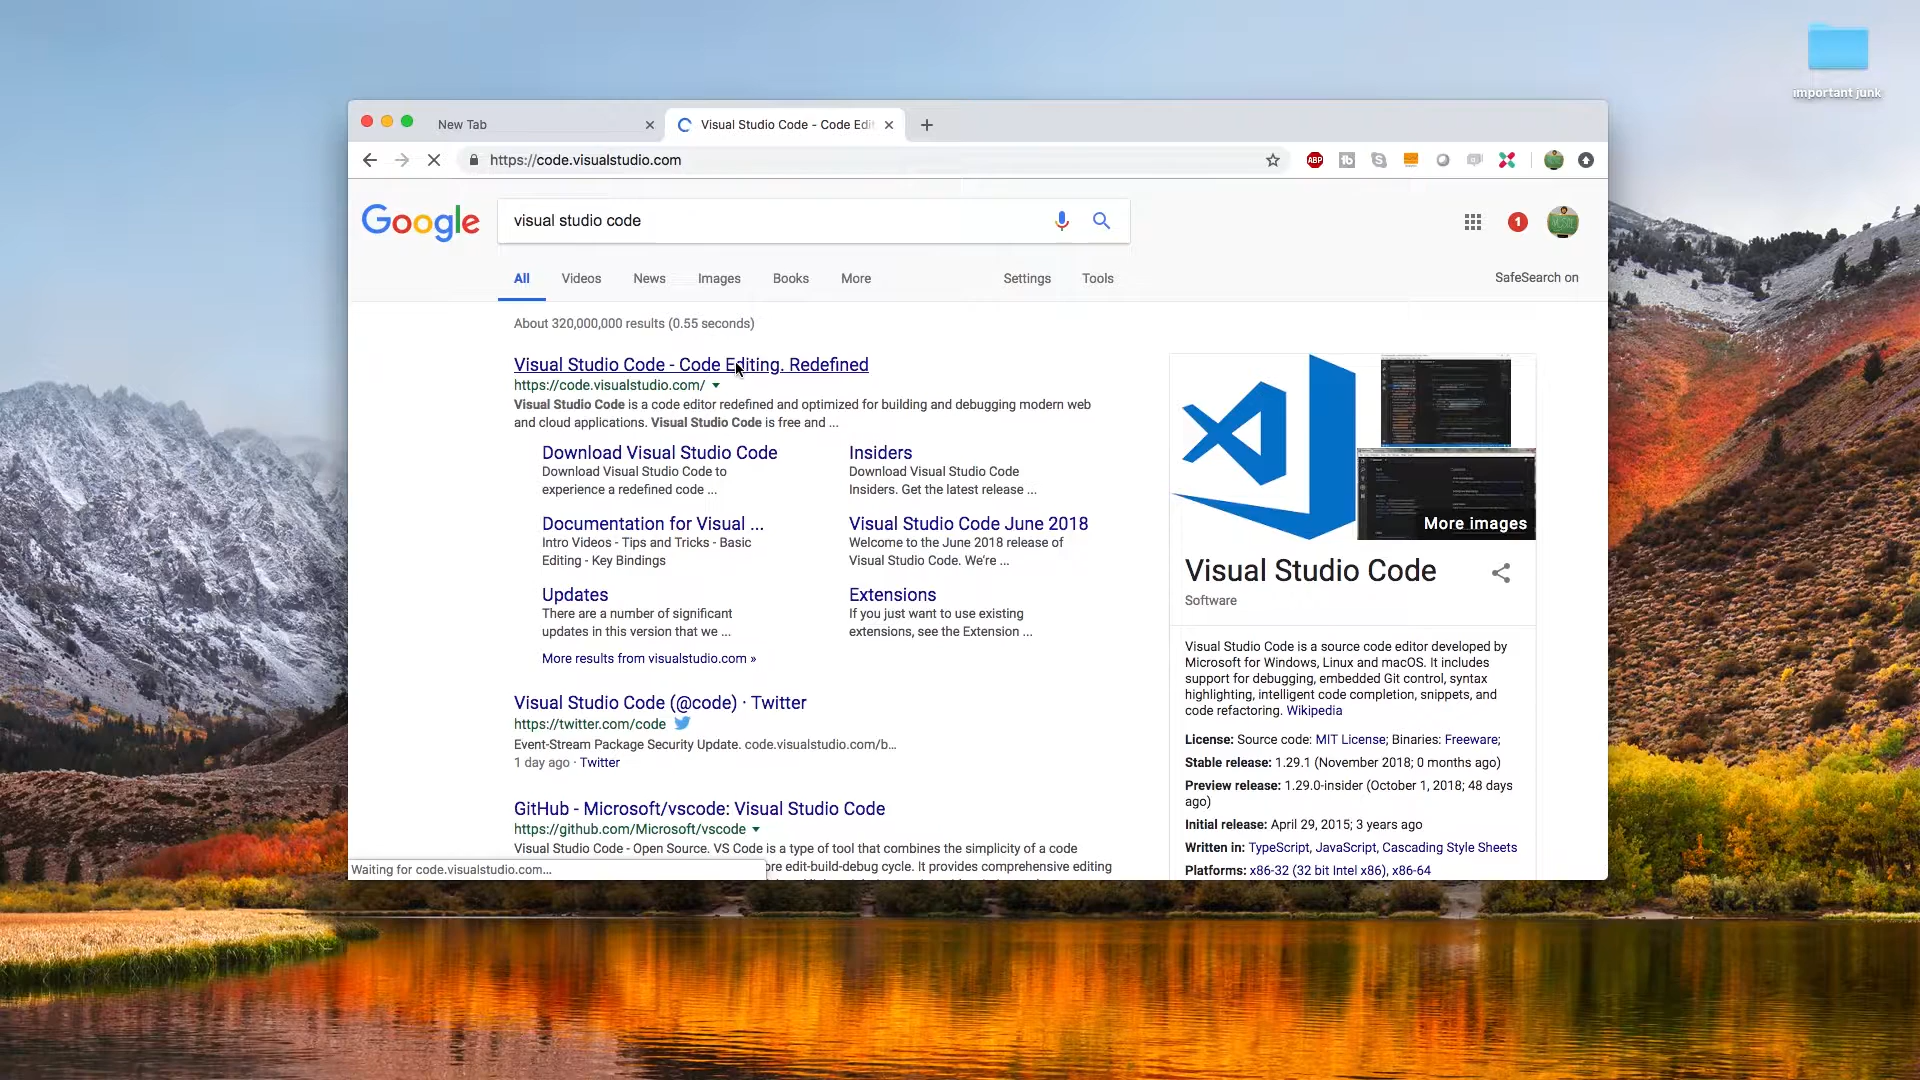 important junk
New Tab
Visual Studio Code - Code Edit
https://code.visualstudio.com
ABP
Google
visual studio code
1
All Videos News Images Books More Settings Tools
SafeSearch on
About 320,000,000 results (0.55 seconds)
Visual Studio Code - Code Editing. Redefined
https://code.visualstudio.com/
Visual Studio Code is a code editor redefined and optimized for building and debugging modern web
and cloud applications. Visual Studio Code is free and ...
Download Visual Studio Code
Download Visual Studio Code to
experience a redefined code ...
Insiders
Download Visual Studio Code
Insiders. Get the latest release ...
Documentation for Visual ...
Intro Videos - Tips and Tricks - Basic
Editing - Key Bindings
Visual Studio Code June 2018
Welcome to the June 2018 release of
Visual Studio Code. We're ...
Updates
There are a number of significant
updates in this version that we ...
Extensions
If you just want to use existing
extensions, see the Extension ...
More results from visualstudio.com »
Visual Studio Code (@code) · Twitter
https://twitter.com/code
Event-Stream Package Security Update. code.visualstudio.com/b...
1 day ago · Twitter
GitHub - Microsoft/vscode: Visual Studio Code
https://github.com/Microsoft/vscode
Visual Studio Code - Open Source. VS Code is a type of tool that combines the simplicity of a code
ore edit-build-debug cycle. It provides comprehensive editing
Waiting for code.visualstudio.com...
More images
Visual Studio Code
Software
Visual Studio Code is a source code editor developed by
Microsoft for Windows, Linux and macOS. It includes
support for debugging, embedded Git control, syntax
highlighting, intelligent code completion, snippets, and
code refactoring. Wikipedia
License: Source code: MIT License; Binaries: Freeware;
Stable release: 1.29.1 (November 2018; 0 months ago)
Preview release: 1.29.0-insider (October 1, 2018; 48 days
ago)
Initial release: April 29, 2015; 3 years ago
Written in: TypeScript, JavaScript, Cascading Style Sheets
Platforms: x86-32 (32 bit Intel x86), x86-64